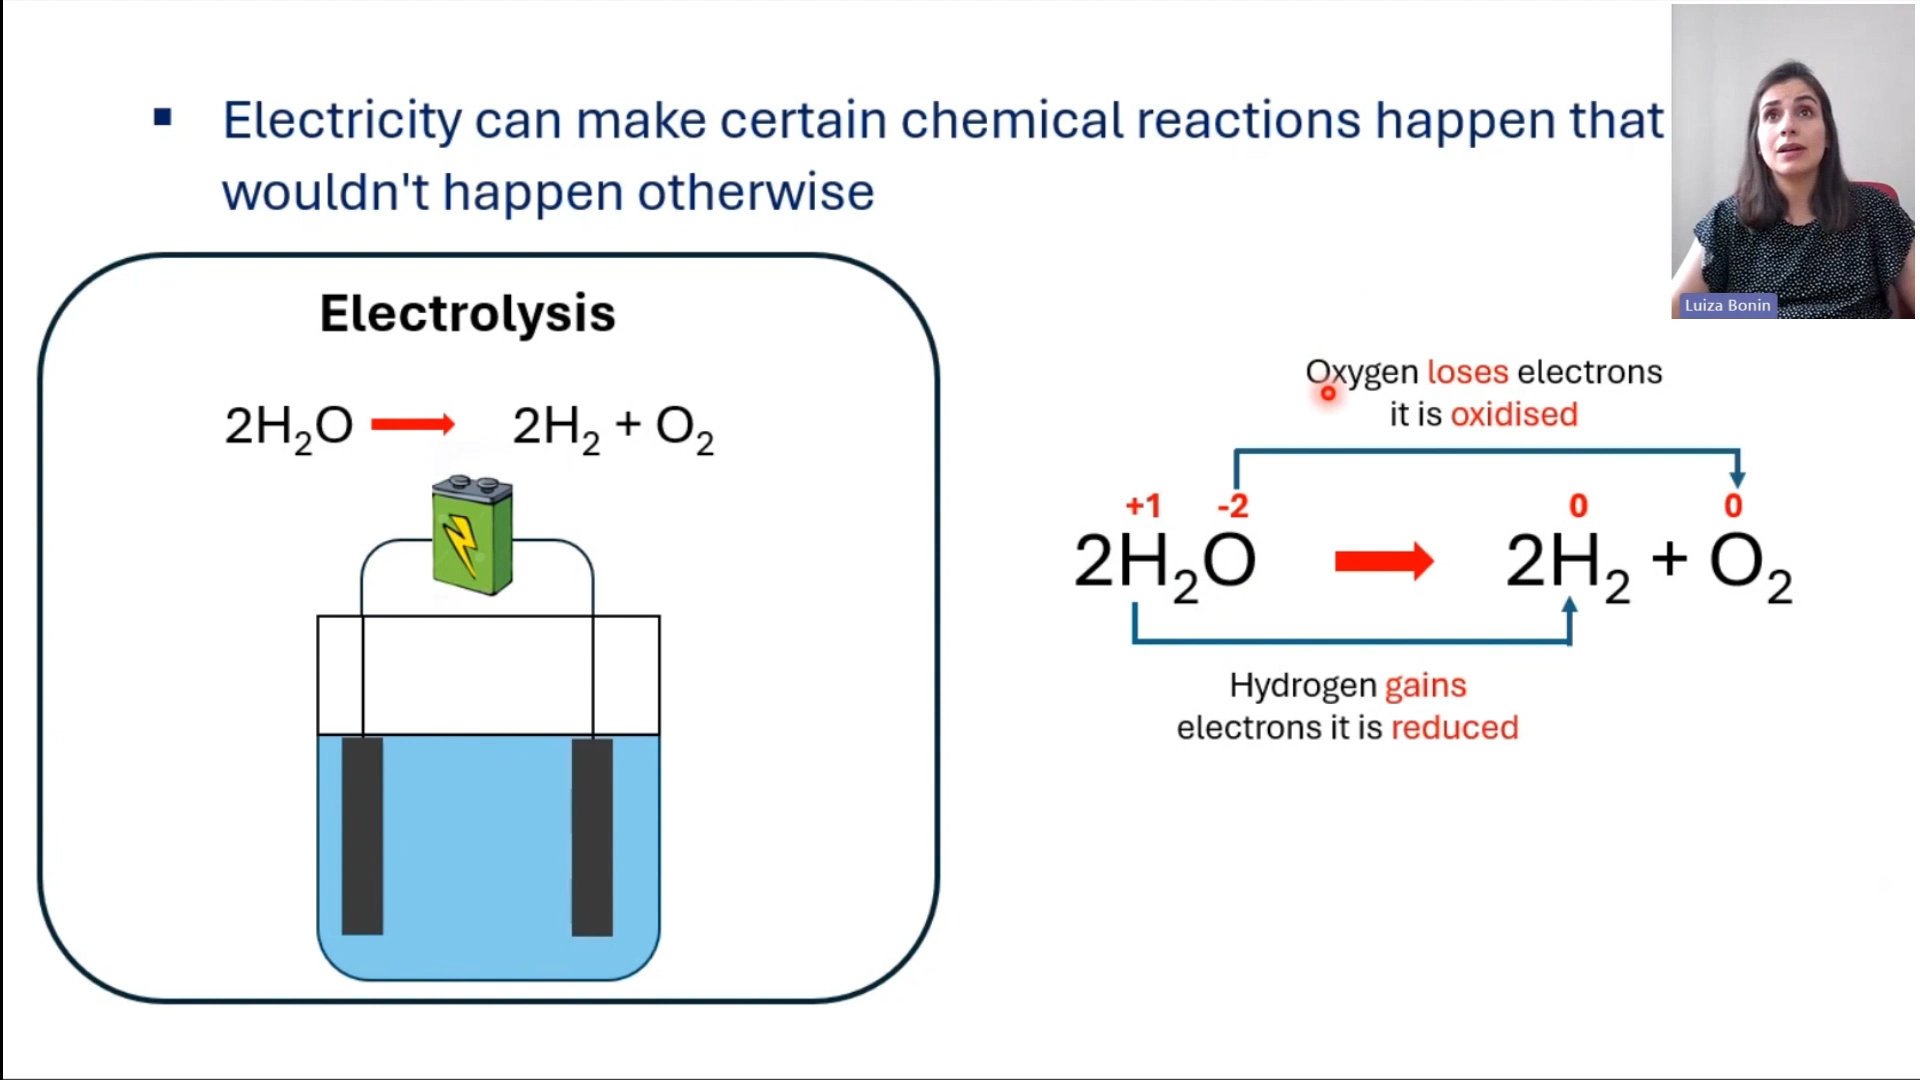 ▪ Electricity can make certain chemical reactions happen that
wouldn't happen otherwise
Luiza Bonin
Electrolysis
2H₂O → 2H₂ + O₂
Oxygen loses electrons
it is oxidised
+1 -2 0 0
2H₂O → 2H₂ + O₂
Hydrogen gains
electrons it is reduced